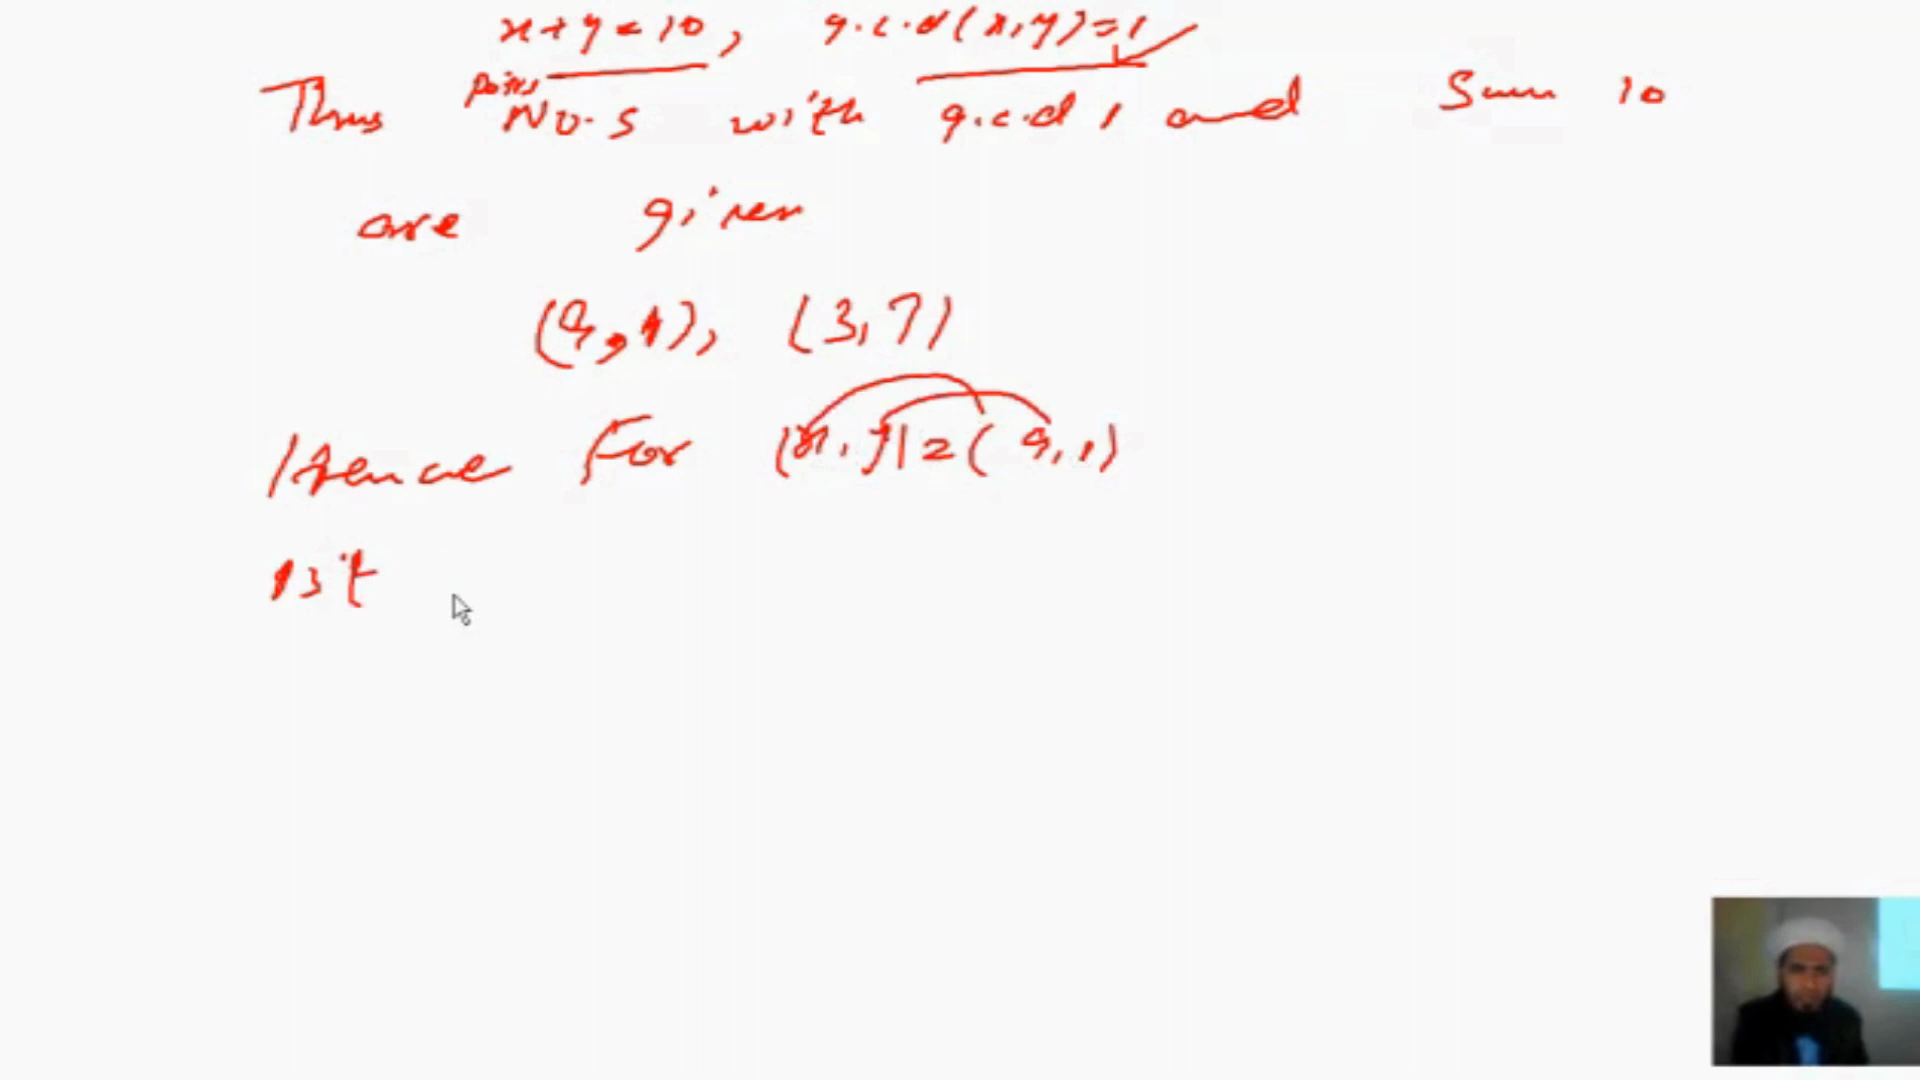 x+y=10, g.c.d(x,y)=1
Thus pairs No.s with g.c.d 1 and Sum 10
are given
(9,1), (3,7)
Hence For (x,y)=(9,1)
1st